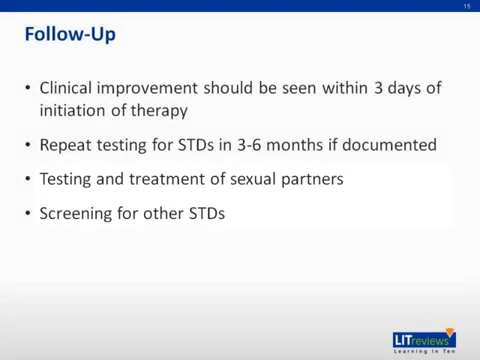 15
Follow-Up
• Clinical improvement should be seen within 3 days of
initiation of therapy
• Repeat testing for STDs in 3-6 months if documented
• Testing and treatment of sexual partners
• Screening for other STDs
LITreviews
Learning In Ten